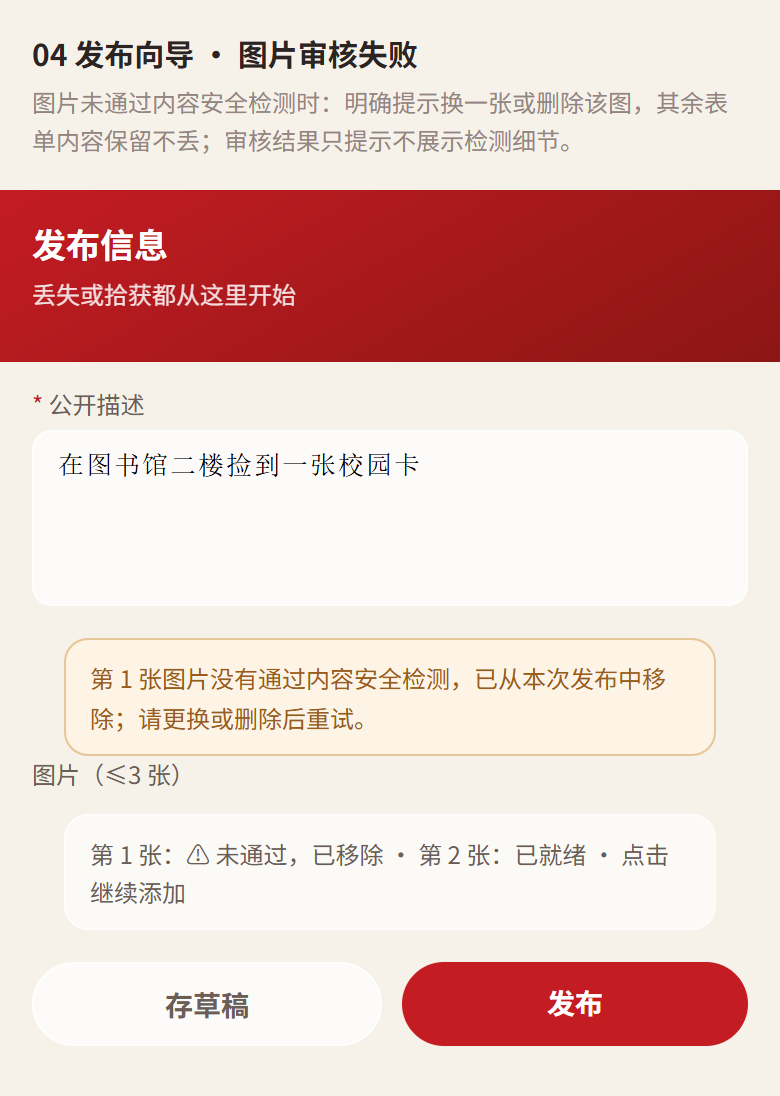 04 发布向导 · 图片审核失败
图片未通过内容安全检测时：明确提示换一张或删除该图，其余表
单内容保留不丢；审核结果只提示不展示检测细节。
发布信息
丢失或拾获都从这里开始
* 公开描述
在图书馆二楼捡到一张校园卡
第 1 张图片没有通过内容安全检测，已从本次发布中移
除；请更换或删除后重试。
图片（≤3 张）
第 1 张：⚠ 未通过，已移除 · 第 2 张：已就绪 · 点击
继续添加
存草稿
发布